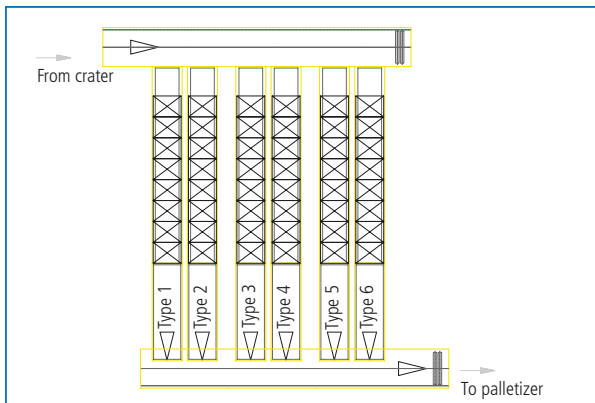 From crater
Type 1
Type 2
Type 3
Type 4
Type 5
Type 6
To palletizer